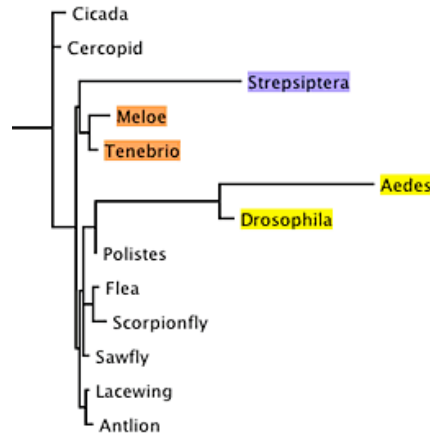 Cicada
Cercopid
Strepsiptera
Meloe
Tenebrio
Aedes
Drosophila
Polistes
Flea
Scorpionfly
Sawfly
Lacewing
Antlion